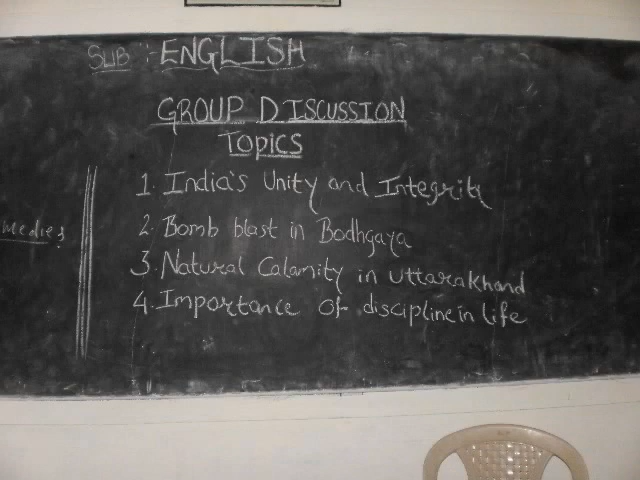 SUB :- ENGLISH
GROUP DISCUSSION
TOPICS
1. India's Unity and Integrity
2. Bomb blast in Bodhgaya
3. Natural Calamity in Uttarakhand
4. Importance of discipline in life